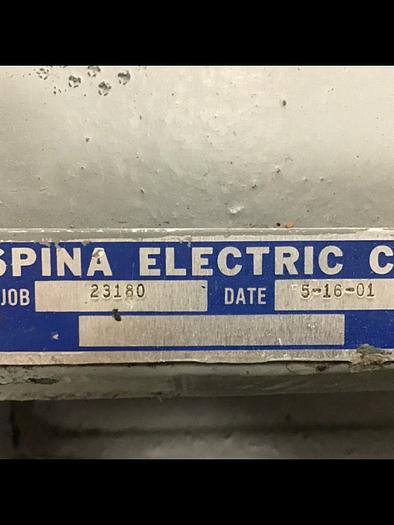 SPINA ELECTRIC C
JOB 23180 DATE 5-16-01